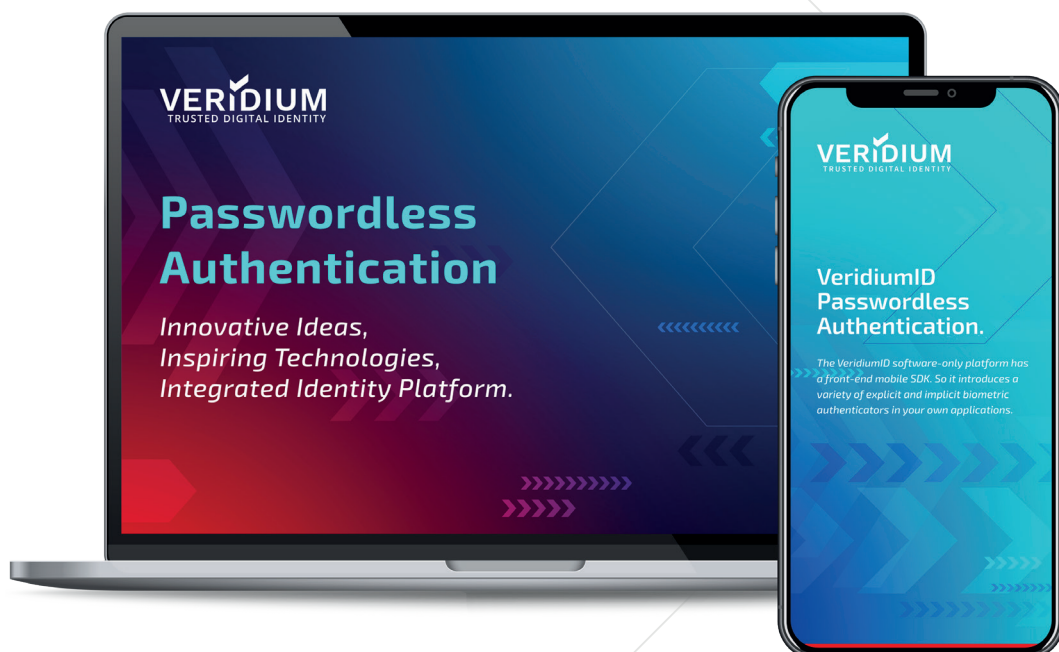 VERIDIUM
TRUSTED DIGITAL IDENTITY
Passwordless
Authentication
Innovative Ideas,
Inspiring Technologies,
Integrated Identity Platform.
VERIDIUM
TRUSTED DIGITAL IDENTITY
VeridiumID
Passwordless
Authentication.
The VeridiumID software-only platform has
a front-end mobile SDK. So it introduces a
variety of explicit and implicit biometric
authenticators in your own applications.